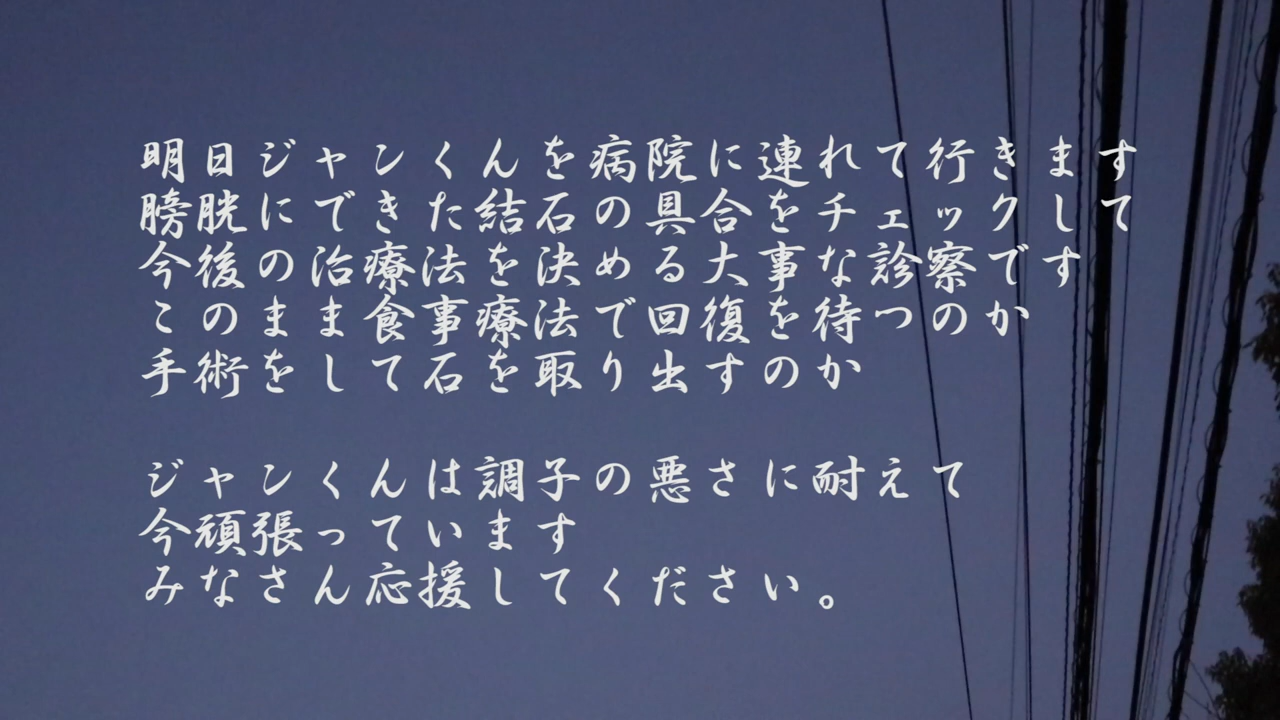 明日ジャンくんを病院に連れて行きます
膀胱にできた結石の具合をチェックして
今後の治療法を決める大事な診察です
このまま食事療法で回復を待つのか
手術をして石を取り出すのか
ジャンくんは調子の悪さに耐えて
今頑張っています
みなさん応援してください。